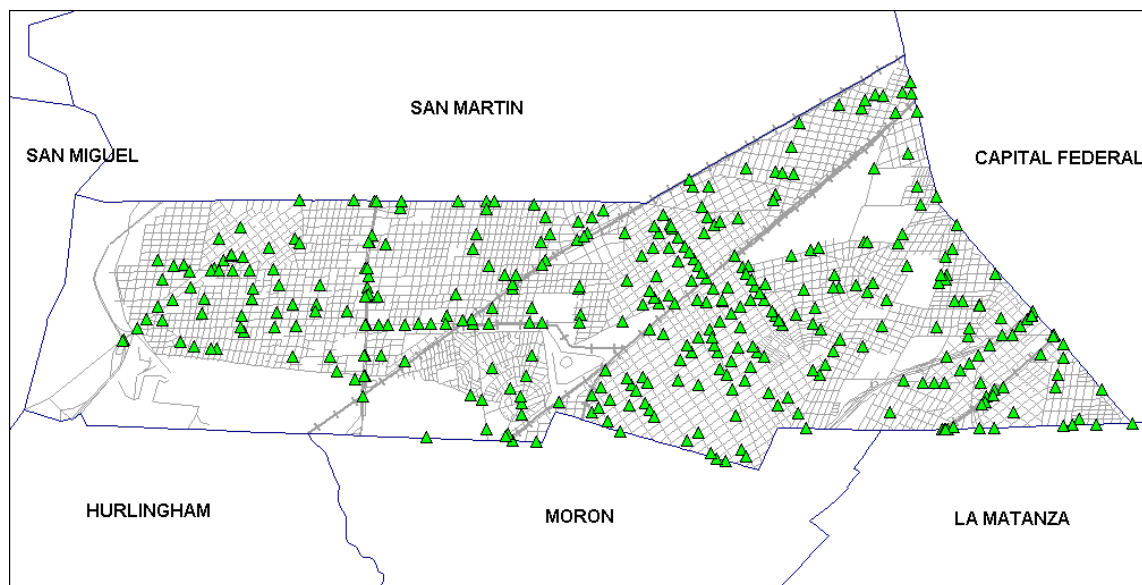 SAN MARTIN
SAN MIGUEL
CAPITAL FEDERAL
HURLINGHAM
MORON
LA MATANZA